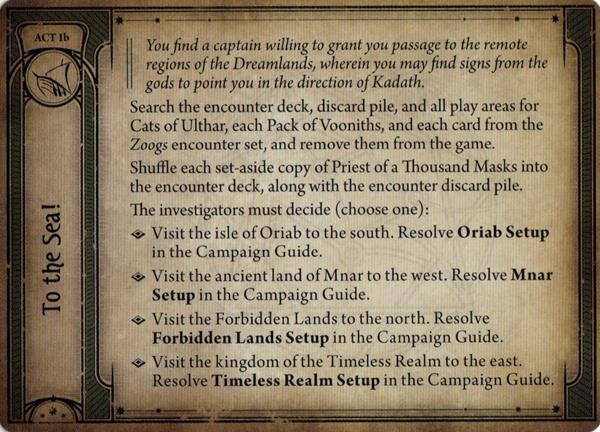 ACT 1b
To the Sea!
You find a captain willing to grant you passage to the remote
regions of the Dreamlands, wherein you may find signs from the
gods to point you in the direction of Kadath.
Search the encounter deck, discard pile, and all play areas for
Cats of Ulthar, each Pack of Vooniths, and each card from the
Zoogs encounter set, and remove them from the game.
Shuffle each set-aside copy of Priest of a Thousand Masks into
the encounter deck, along with the encounter discard pile.
The investigators must decide (choose one):
Visit the isle of Oriab to the south. Resolve Oriab Setup
in the Campaign Guide.
Visit the ancient land of Mnar to the west. Resolve Mnar
Setup in the Campaign Guide.
Visit the Forbidden Lands to the north. Resolve
Forbidden Lands Setup in the Campaign Guide.
Visit the kingdom of the Timeless Realm to the east.
Resolve Timeless Realm Setup in the Campaign Guide.